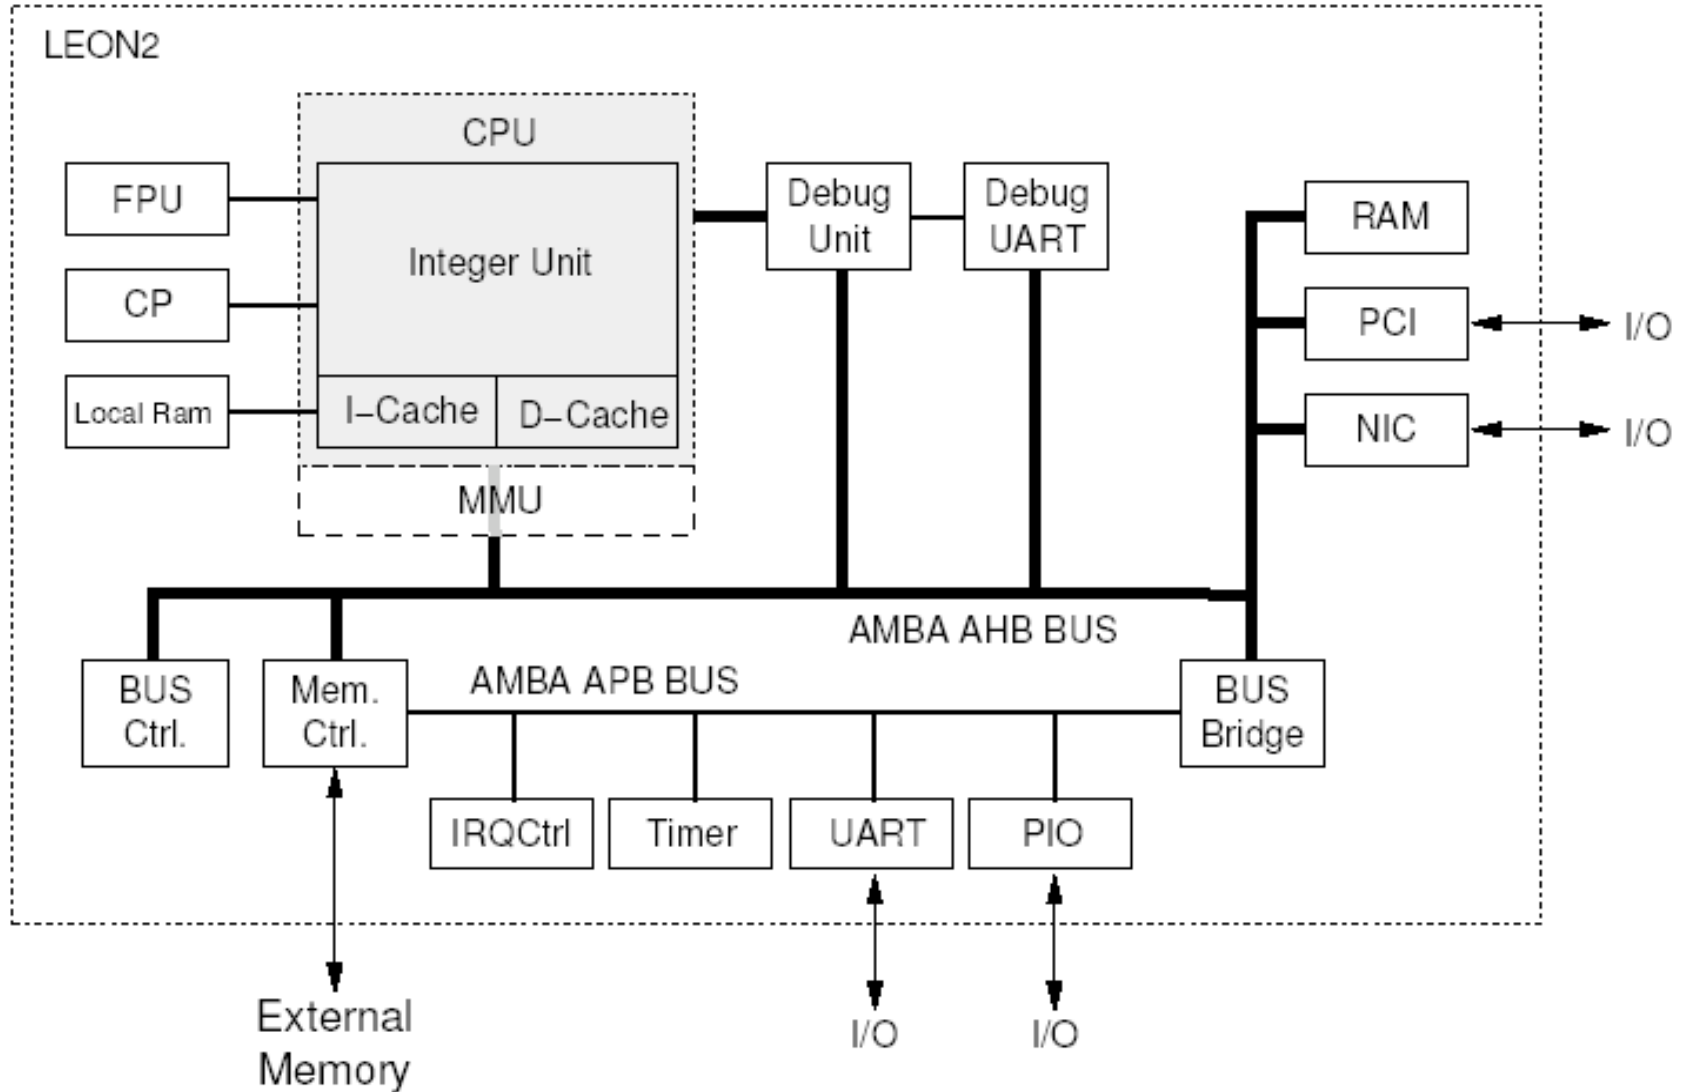 LEON2
CPU
FPU
Integer Unit
CP
Local Ram
I–Cache
D–Cache
MMU
Debug
Unit
Debug
UART
RAM
PCI
I/O
NIC
I/O
AMBA AHB BUS
BUS
Ctrl.
Mem.
Ctrl.
AMBA APB BUS
BUS
Bridge
IRQCtrl
Timer
UART
PIO
External
Memory
I/O
I/O